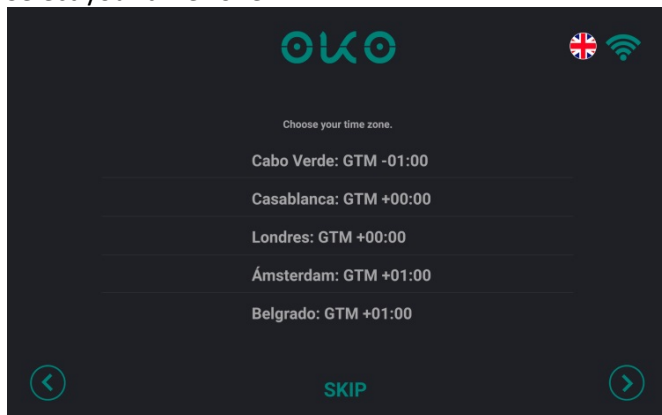 OKO
Choose your time zone.
Cabo Verde: GTM -01:00
Casablanca: GTM +00:00
Londres: GTM +00:00
Ámsterdam: GTM +01:00
Belgrado: GTM +01:00
SKIP